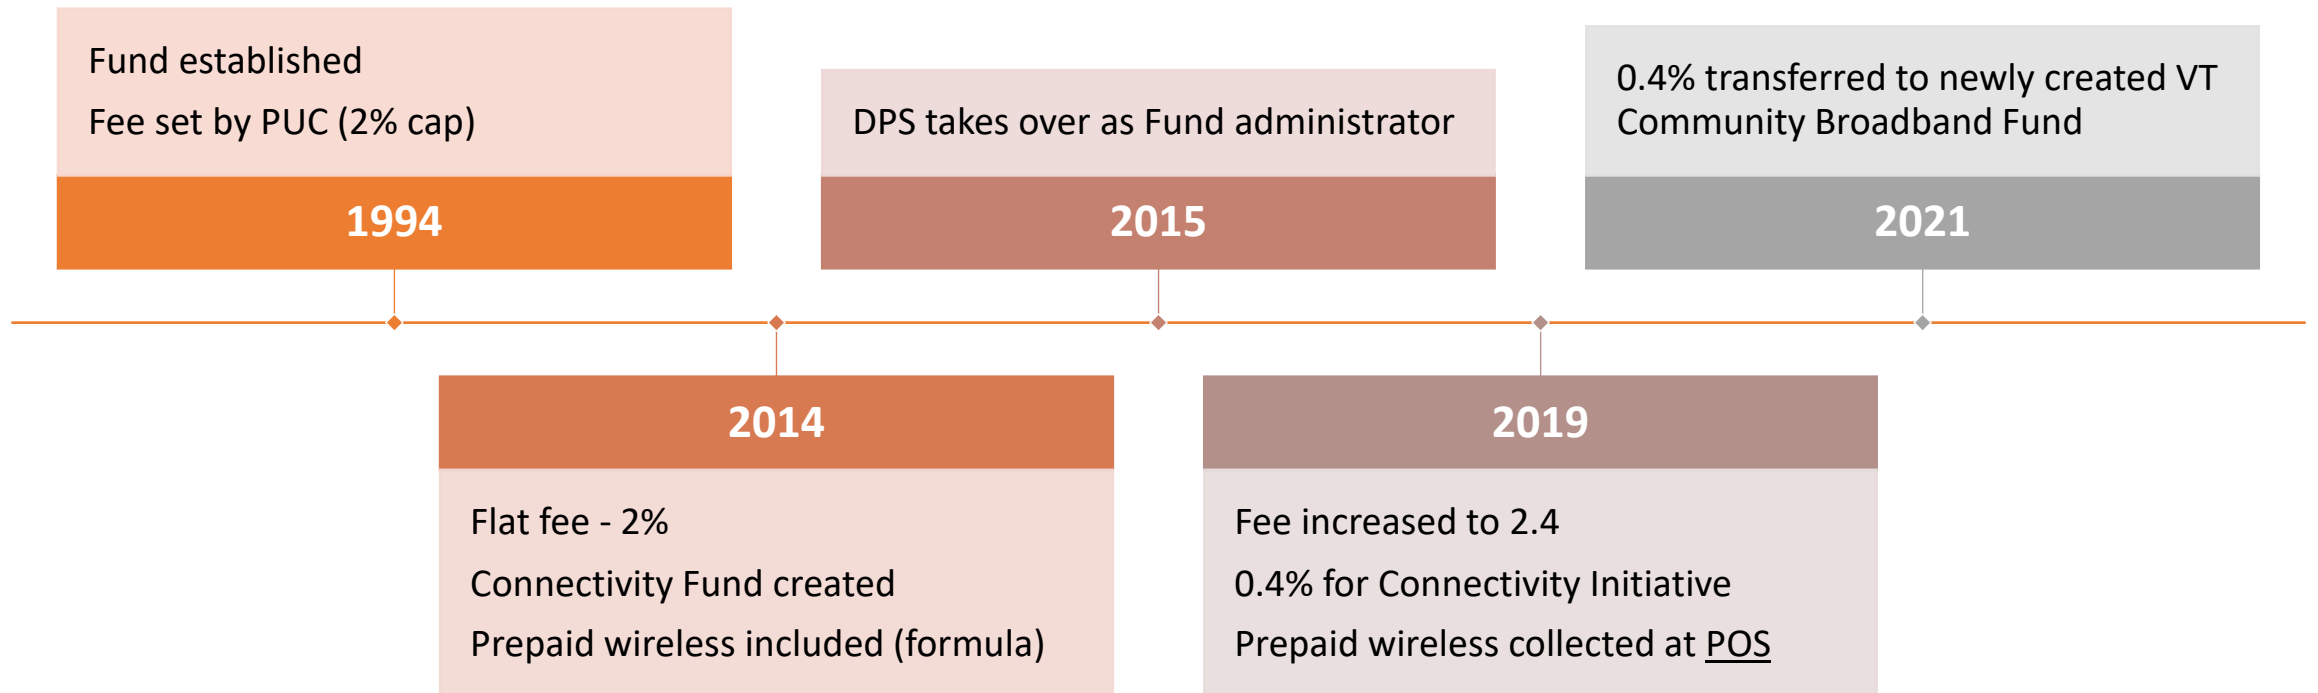 Fund established
Fee set by PUC (2% cap)
1994
Flat fee - 2%
Connectivity Fund created
Prepaid wireless included (formula)
2014
DPS takes over as Fund administrator
2015
2019
Fee increased to 2.4
0.4% for Connectivity Initiative
Prepaid wireless collected at POS
0.4% transferred to newly created VT
Community Broadband Fund
2021